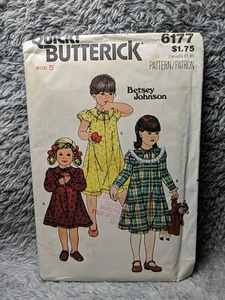 QUICK!
BUTTERICK
6177
$1.75
SIZE 5
PATTERN/PATRON
Betsey
Johnson
C
A
B